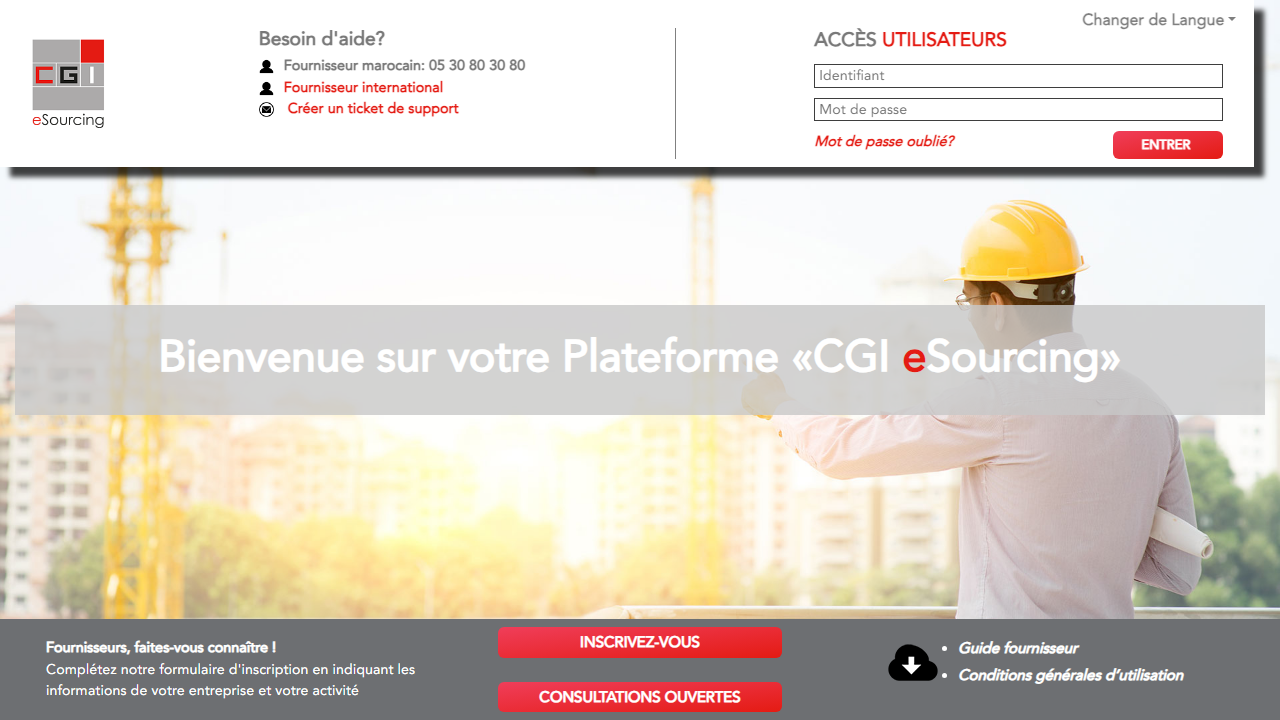 Changer de Langue
CGI
eSourcing
Besoin d'aide?
Fournisseur marocain: 05 30 80 30 80
Fournisseur international
Créer un ticket de support
ACCÈS UTILISATEURS
Identifiant
Mot de passe
Mot de passe oublié?
ENTRER
Bienvenue sur votre Plateforme «CGI eSourcing»
Fournisseurs, faites-vous connaître !
Complétez notre formulaire d'inscription en indiquant les
informations de votre entreprise et votre activité
INSCRIVEZ-VOUS
CONSULTATIONS OUVERTES
Guide fournisseur
Conditions générales d’utilisation